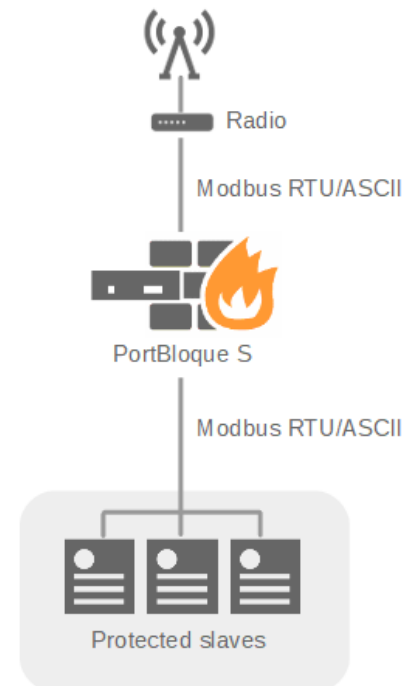 Radio
Modbus RTU/ASCII
PortBloque S
Modbus RTU/ASCII
Protected slaves